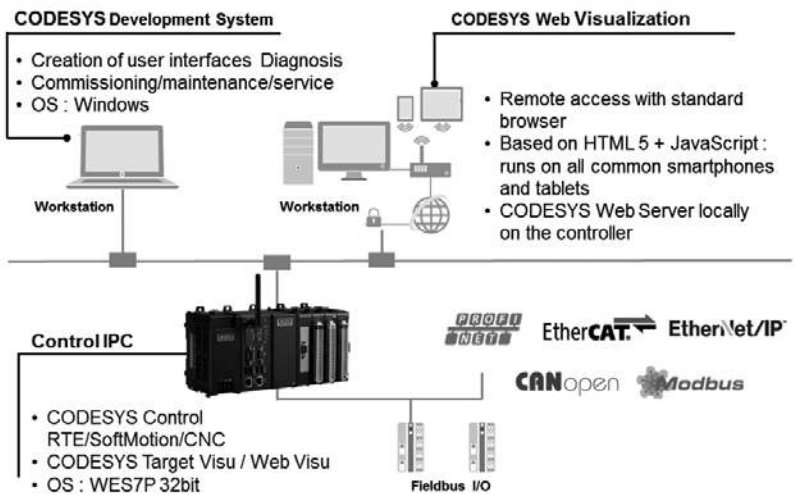 CODESYS Development System
• Creation of user interfaces Diagnosis
• Commissioning/maintenance/service
• OS : Windows
Workstation
CODESYS Web Visualization
• Remote access with standard
browser
• Based on HTML 5 + JavaScript :
runs on all common smartphones
and tablets
• CODESYS Web Server locally
on the controller
Workstation
Control IPC
• CODESYS Control
RTE/SoftMotion/CNC
• CODESYS Target Visu / Web Visu
• OS : WES7P 32bit
PROFI
NET
EtherCAT.
EtherNet/IP
CANopen
Modbus
Fieldbus I/O